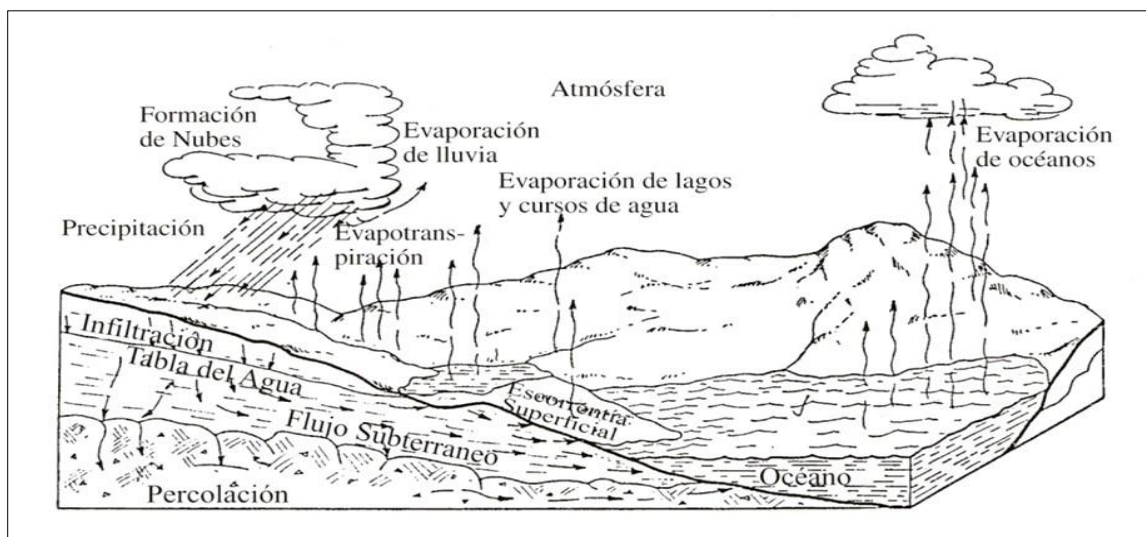 Atmósfera
Formación
de Nubes
Evaporación
de lluvia
Evaporación
de océanos
Evaporación de lagos
y cursos de agua
Precipitación
Evapotrans-
piración
Infiltración
Tabla del Agua
Escorrentra
Superficial
Flujo Subterraneo
Océano
Percolación